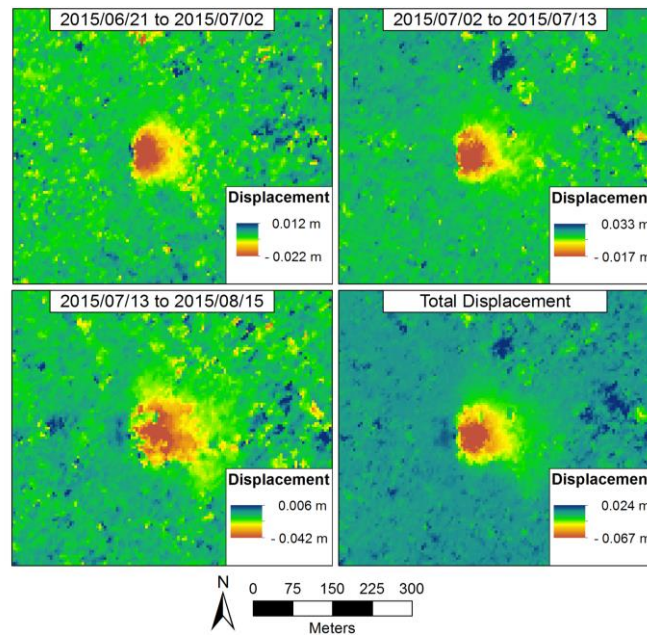 2015/06/21 to 2015/07/02
Displacement
0.012 m
- 0.022 m
2015/07/02 to 2015/07/13
Displacement
0.033 m
- 0.017 m
2015/07/13 to 2015/08/15
Displacement
0.006 m
- 0.042 m
Total Displacement
Displacement
0.024 m
- 0.067 m
N
0 75 150 225 300
Meters